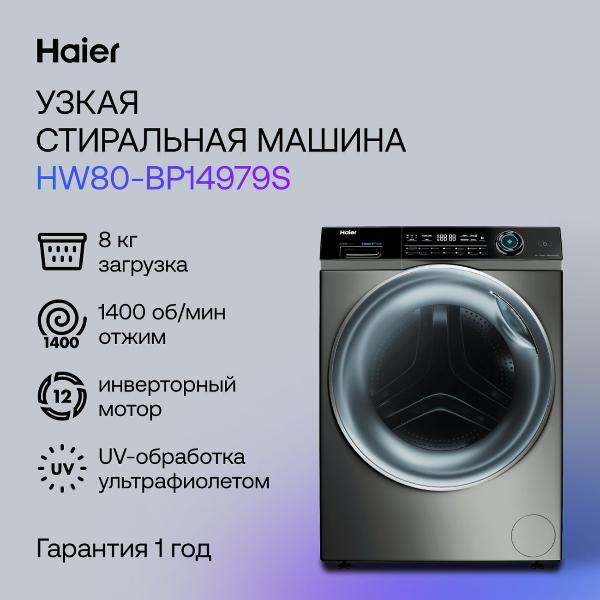 Haier
УЗКАЯ
СТИРАЛЬНАЯ МАШИНА
HW80-BP14979S
8 кг
загрузка
1400 об/мин
отжим
1400
инверторный
мотор
12
UV-обработка
ультрафиолетом
UV
Гарантия 1 год
Haier